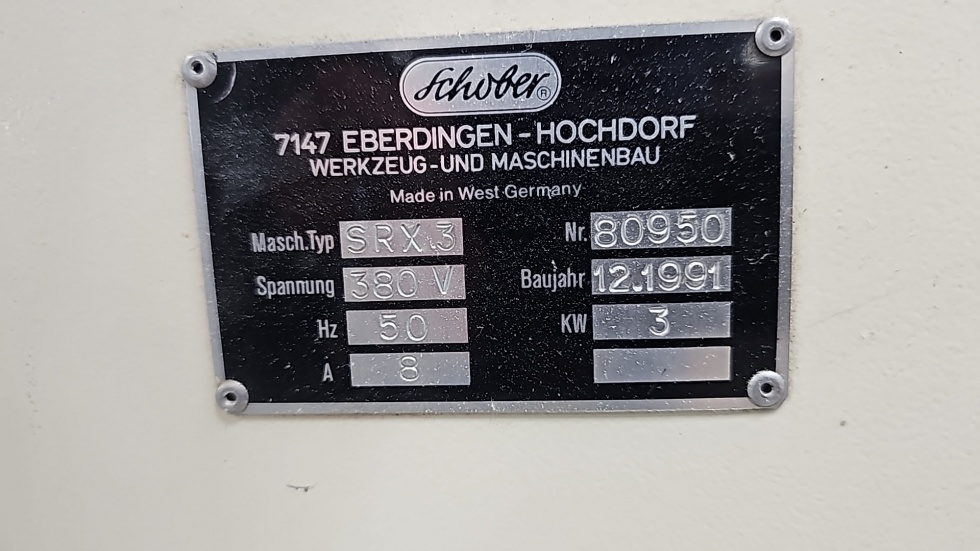 Schober ®
7147 EBERDINGEN - HOCHDORF
WERKZEUG - UND MASCHINENBAU
Made in West Germany
Masch.Typ SRX 3 Nr. 80950
Spannung 380 V Baujahr 12.1991
Hz 50 KW 3
A 8